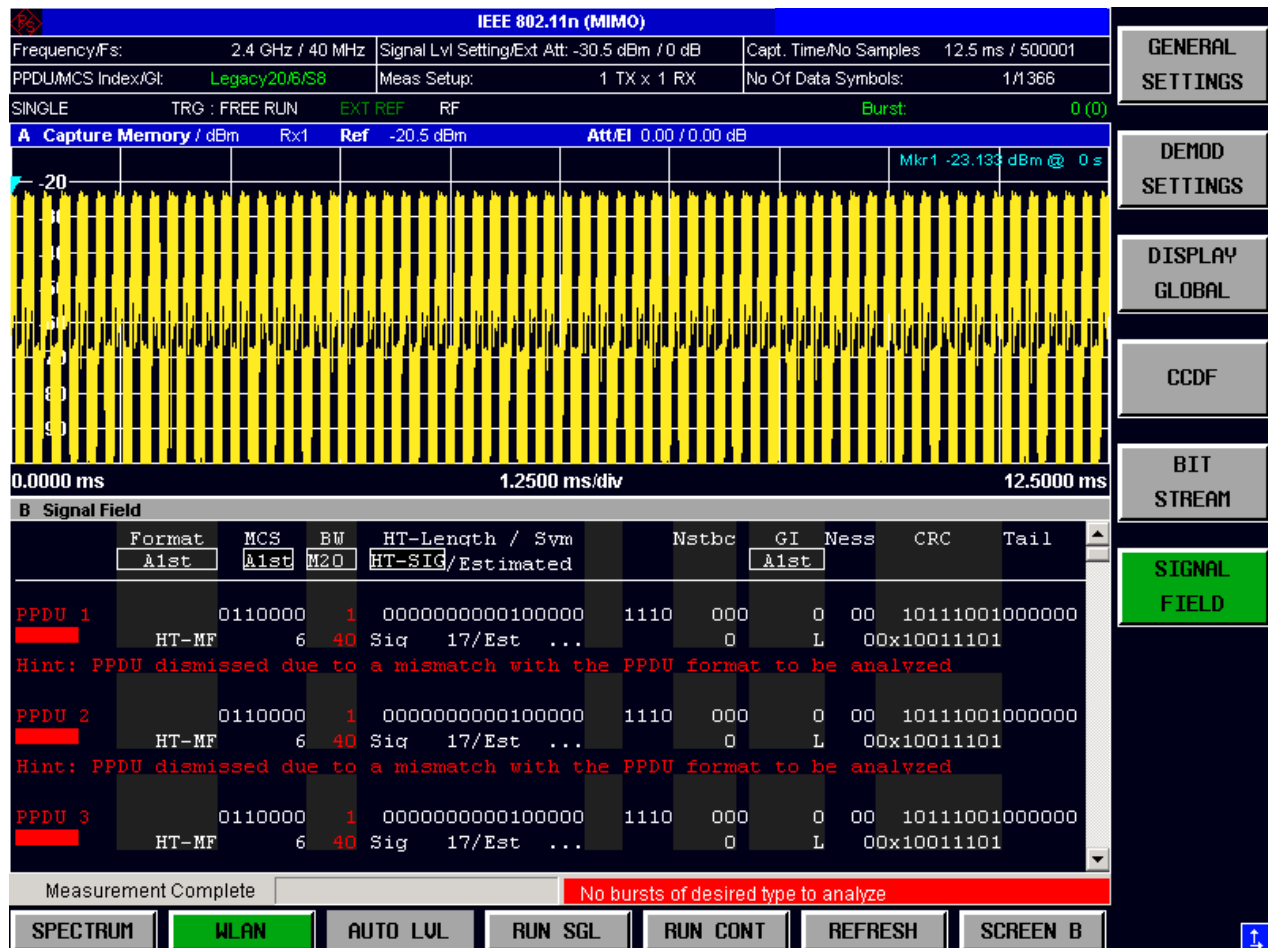 IEEE 802.11n (MIMO)
Frequency/Fs: 2.4 GHz / 40 MHz Signal Lvl Setting/Ext Att: -30.5 dBm / 0 dB Capt. Time/No Samples 12.5 ms / 500001
PPDU/MCS Index/GI: Legacy20/6/S8 Meas Setup: 1 TX x 1 RX No Of Data Symbols: 1/1366
SINGLE TRG : FREE RUN EXT REF RF Burst: 0 (0)
A Capture Memory / dBm Rx1 Ref -20.5 dBm Att/El 0.00 / 0.00 dB
Mkr1 -23.133 dBm @ 0 s
-20
0.0000 ms 1.2500 ms/div 12.5000 ms
B Signal Field
Format MCS BW HT-Length / Sym Nstbc GI Ness CRC Tail
A1st A1st M20 HT-SIG/Estimated A1st
PPDU 1 0110000 1 0000000000100000 1110 000 0 00 10111001000000
HT-MF 6 40 Sig 17/Est ... 0 L 00x10011101
Hint: PPDU dismissed due to a mismatch with the PPDU format to be analyzed
PPDU 2 0110000 1 0000000000100000 1110 000 0 00 10111001000000
HT-MF 6 40 Sig 17/Est ... 0 L 00x10011101
Hint: PPDU dismissed due to a mismatch with the PPDU format to be analyzed
PPDU 3 0110000 1 0000000000100000 1110 000 0 00 10111001000000
HT-MF 6 40 Sig 17/Est ... 0 L 00x10011101
Measurement Complete No bursts of desired type to analyze
SPECTRUM WLAN AUTO LVL RUN SGL RUN CONT REFRESH SCREEN B
GENERAL
SETTINGS
DEMOD
SETTINGS
DISPLAY
GLOBAL
CCDF
BIT
STREAM
SIGNAL
FIELD